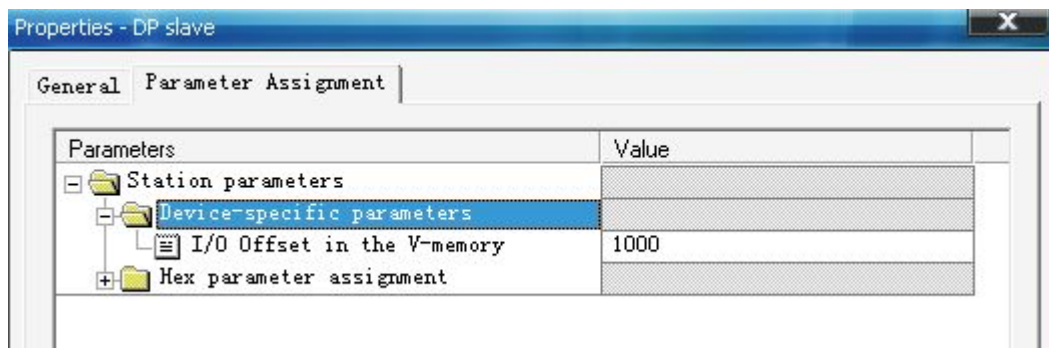 Properties - DP slave
General Parameter Assignment
Parameters Value
Station parameters
Device-specific parameters
I/O Offset in the V-memory 1000
Hex parameter assignment